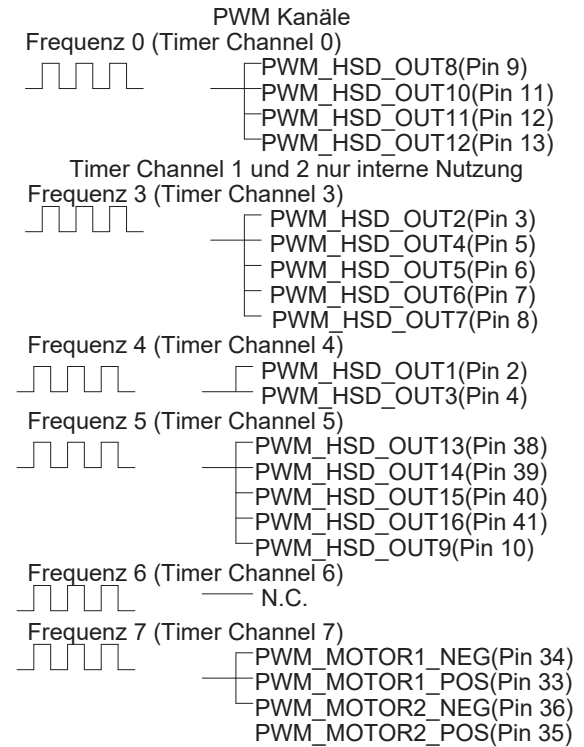 PWM Kanäle
Frequenz 0 (Timer Channel 0)
PWM_HSD_OUT8(Pin 9)
PWM_HSD_OUT10(Pin 11)
PWM_HSD_OUT11(Pin 12)
PWM_HSD_OUT12(Pin 13)
Timer Channel 1 und 2 nur interne Nutzung
Frequenz 3 (Timer Channel 3)
PWM_HSD_OUT2(Pin 3)
PWM_HSD_OUT4(Pin 5)
PWM_HSD_OUT5(Pin 6)
PWM_HSD_OUT6(Pin 7)
PWM_HSD_OUT7(Pin 8)
Frequenz 4 (Timer Channel 4)
PWM_HSD_OUT1(Pin 2)
PWM_HSD_OUT3(Pin 4)
Frequenz 5 (Timer Channel 5)
PWM_HSD_OUT13(Pin 38)
PWM_HSD_OUT14(Pin 39)
PWM_HSD_OUT15(Pin 40)
PWM_HSD_OUT16(Pin 41)
PWM_HSD_OUT9(Pin 10)
Frequenz 6 (Timer Channel 6)
N.C.
Frequenz 7 (Timer Channel 7)
PWM_MOTOR1_NEG(Pin 34)
PWM_MOTOR1_POS(Pin 33)
PWM_MOTOR2_NEG(Pin 36)
PWM_MOTOR2_POS(Pin 35)